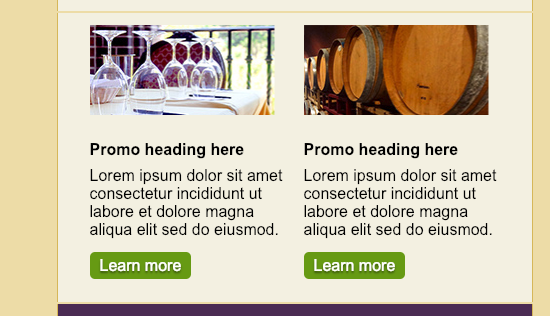 Promo heading here
Lorem ipsum dolor sit amet
consectetur incididunt ut
labore et dolore magna
aliqua elit sed do eiusmod.
Learn more
Promo heading here
Lorem ipsum dolor sit amet
consectetur incididunt ut
labore et dolore magna
aliqua elit sed do eiusmod.
Learn more